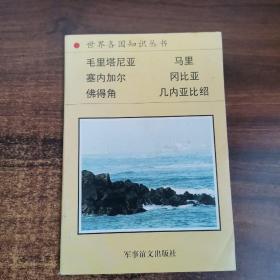 世界各国知识丛书
毛里塔尼亚 马里
塞内加尔 冈比亚
佛得角 几内亚比绍
军事谊文出版社